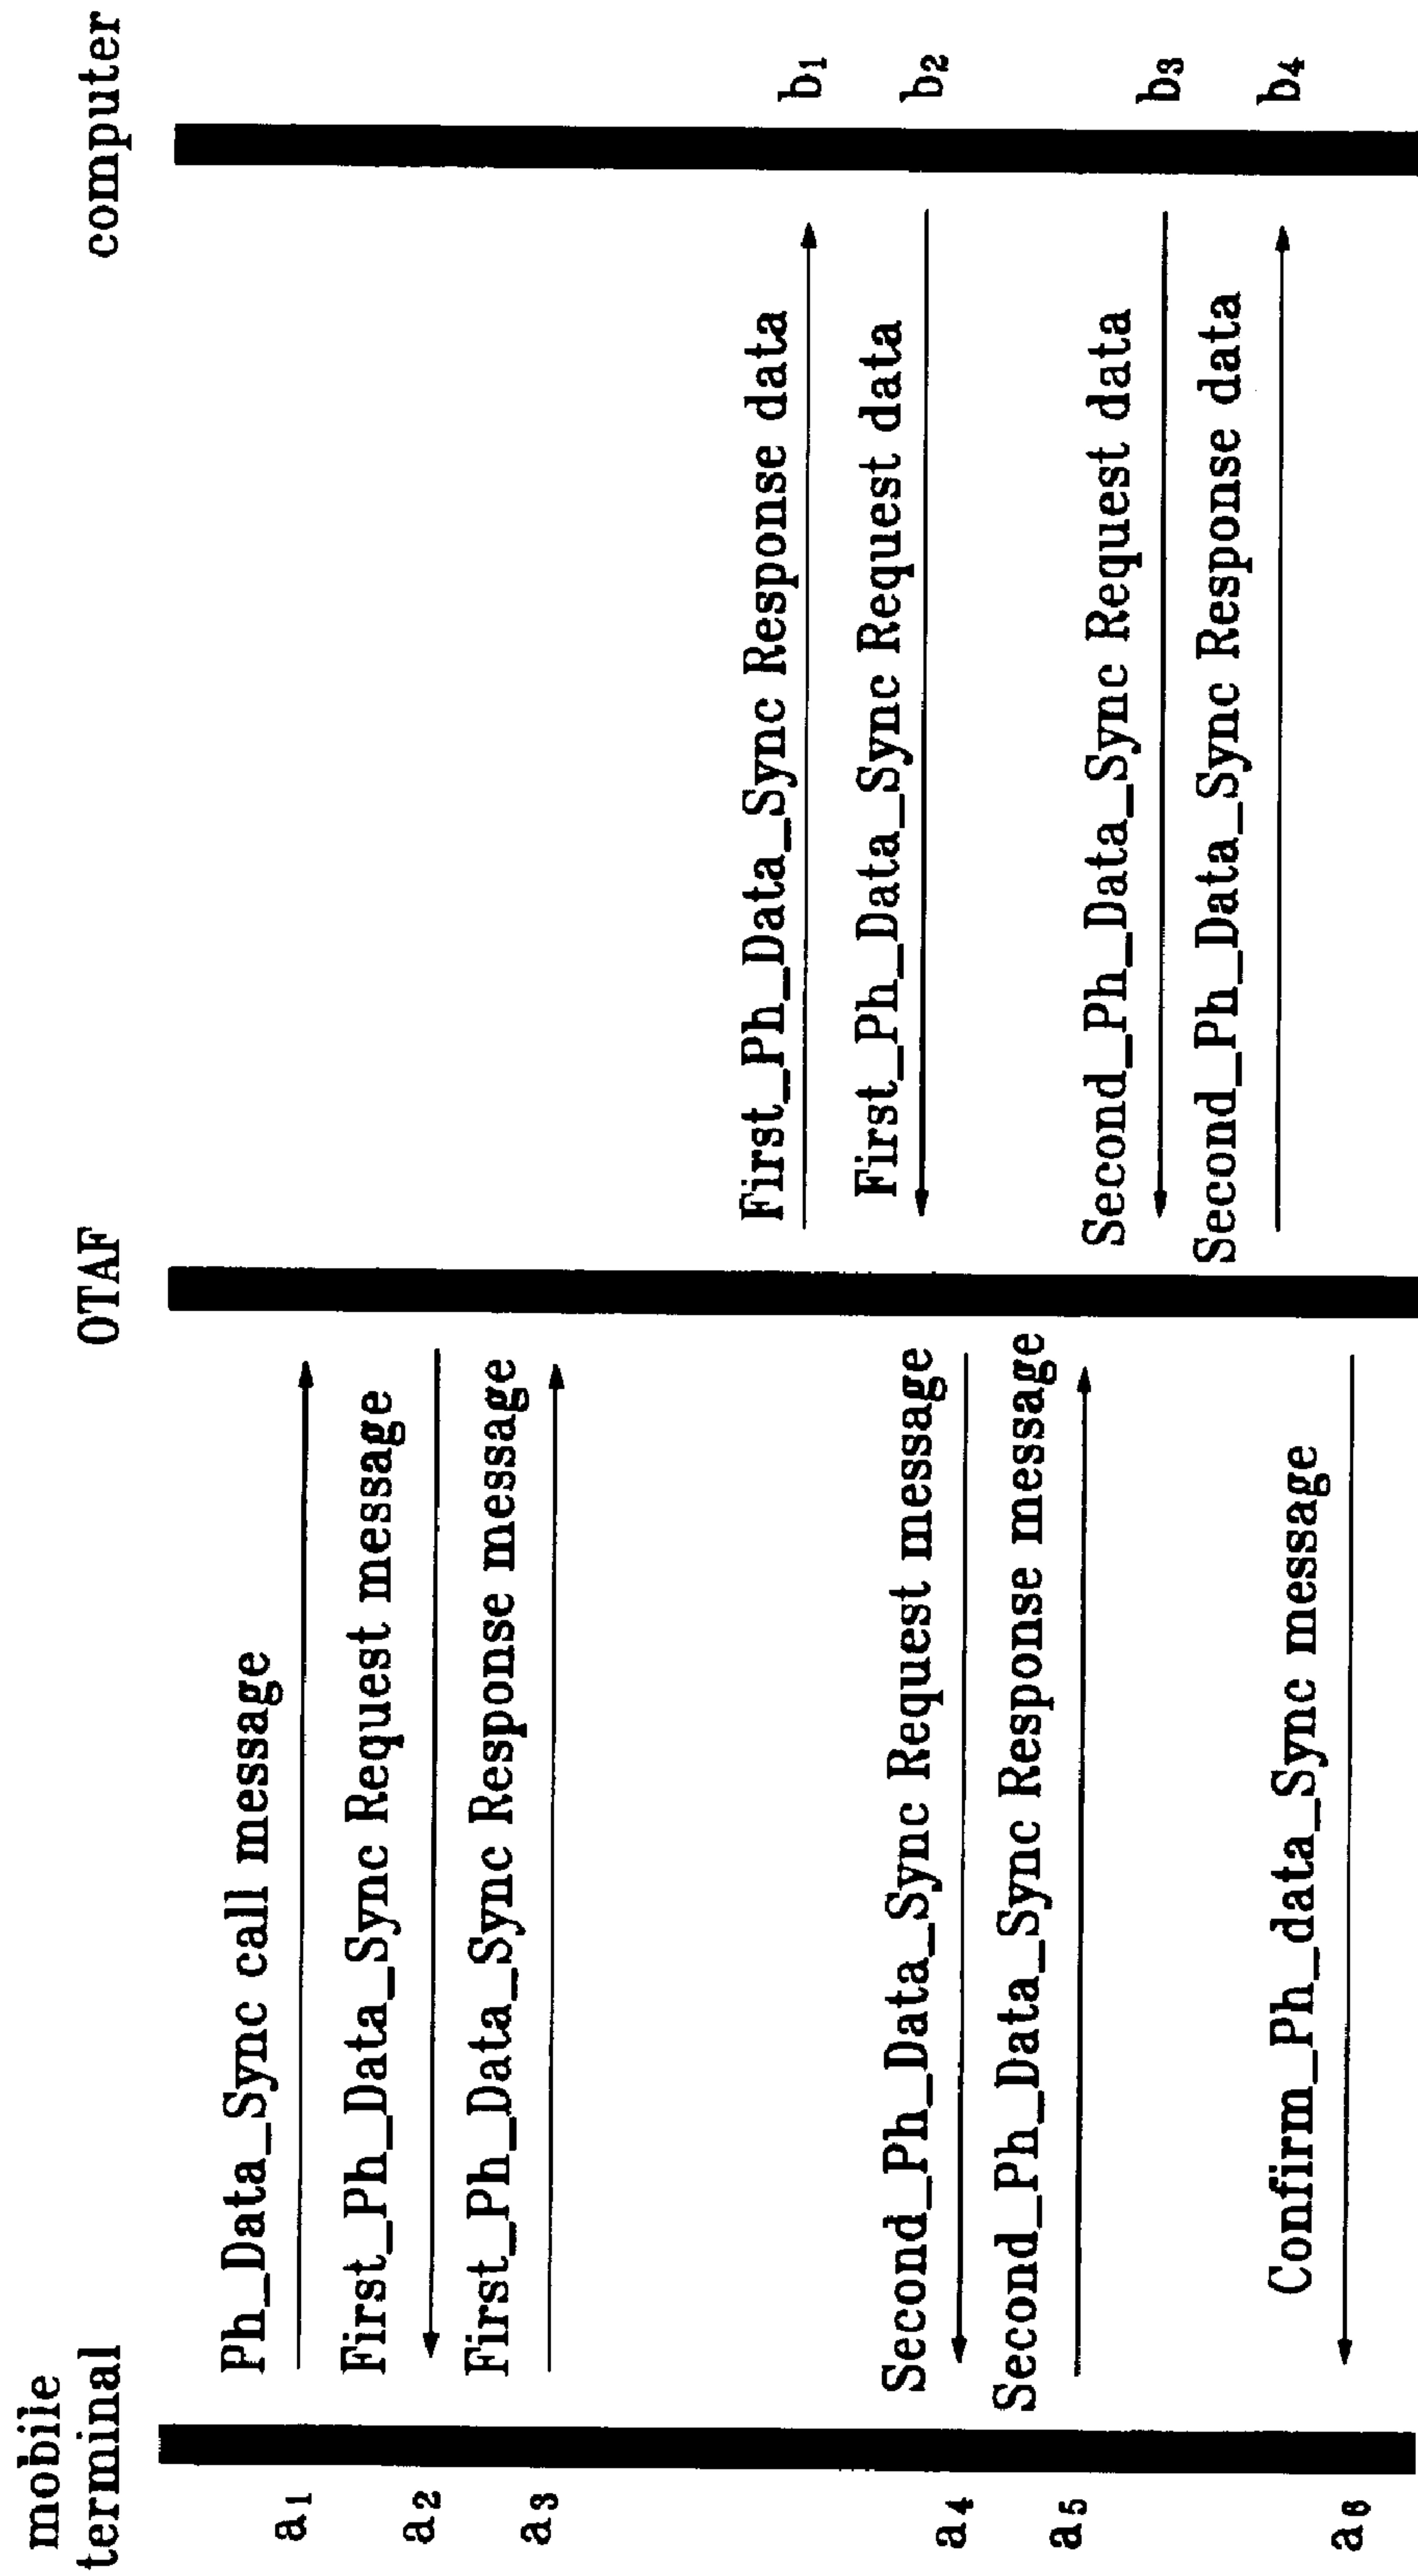 mobile
terminal
OTAF
computer
a1
Ph_Data_Sync call message
a2
First_Ph_Data_Sync Request message
a3
First_Ph_Data_Sync Response message
First_Ph_Data_Sync Response data
b1
First_Ph_Data_Sync Request data
b2
a4
Second_Ph_Data_Sync Request message
a5
Second_Ph_Data_Sync Response message
Second_Ph_Data_Sync Request data
b3
Second_Ph_Data_Sync Response data
b4
a6
Confirm_Ph_data_Sync message